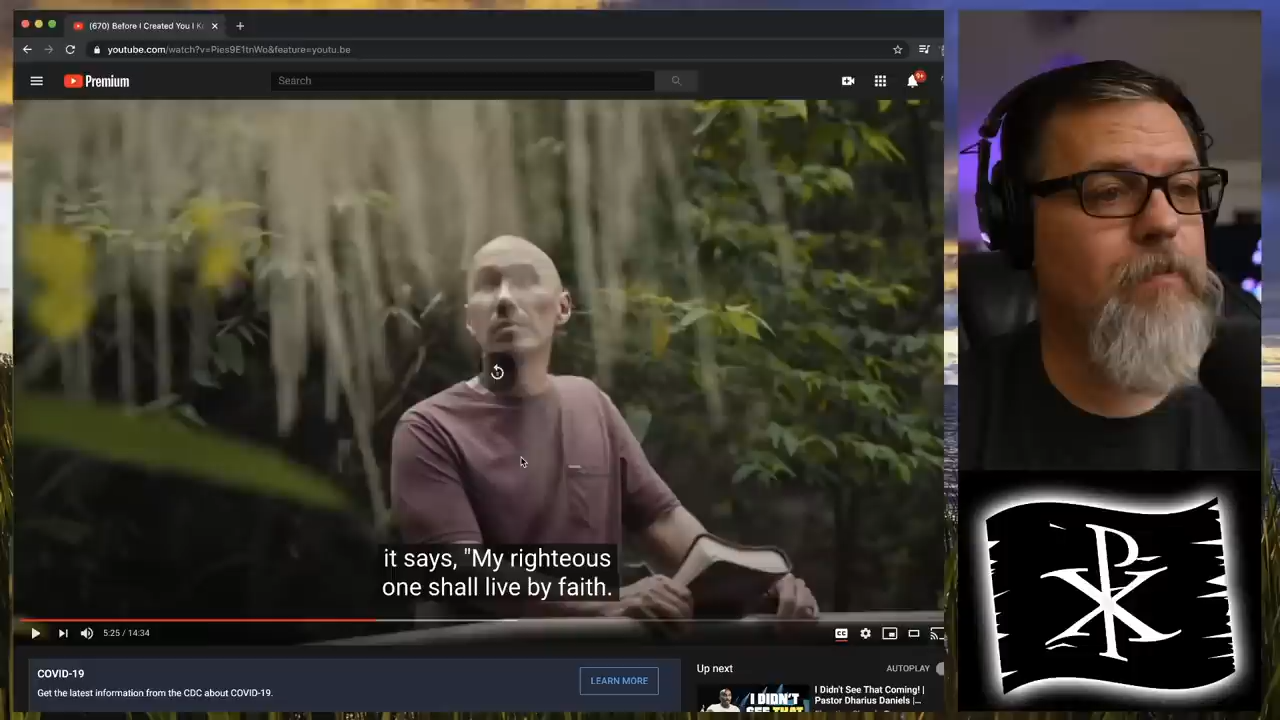 (670) Before I Created You I K
youtube.com/watch?v=Pies9E1tnWo&feature=youtu.be
Premium
Search
9+
it says, "My righteous
one shall live by faith.
5:25 / 14:34
CC
COVID-19
Get the latest information from the CDC about COVID-19.
LEARN MORE
Up next
AUTOPLAY
I DIDN'T
SEE THAT
I Didn't See That Coming! |
Pastor Dharius Daniels |...